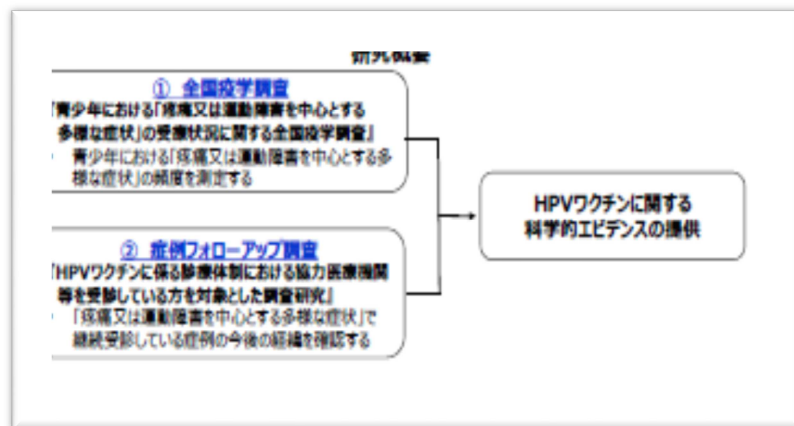 研究概要
① 全国疫学調査
『青少年における「疼痛又は運動障害を中心とする
多様な症状」の受療状況に関する全国疫学調査』
青少年における「疼痛又は運動障害を中心とする多
様な症状」の頻度を測定する
HPVワクチンに関する
科学的エビデンスの提供
② 症例フォローアップ調査
『HPVワクチンに係る診療体制における協力医療機関
等を受診している方を対象とした調査研究』
「疼痛又は運動障害を中心とする多様な症状」で
継続受診している症例の今後の経緯を確認する